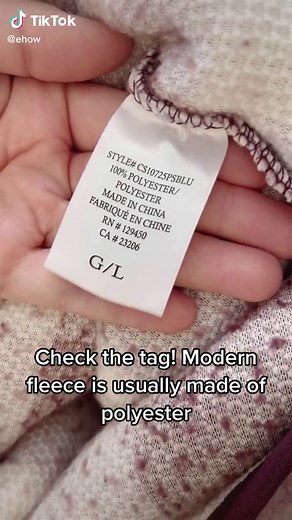 TikTok
@ehow
STYLE# CS10725PSBLU
100% POLYESTER/
POLYESTER
MADE IN CHINA
FABRIQUÉ EN CHINE
RN # 129450
CA # 23206
G/L
Check the tag! Modern
fleece is usually made of
polyester